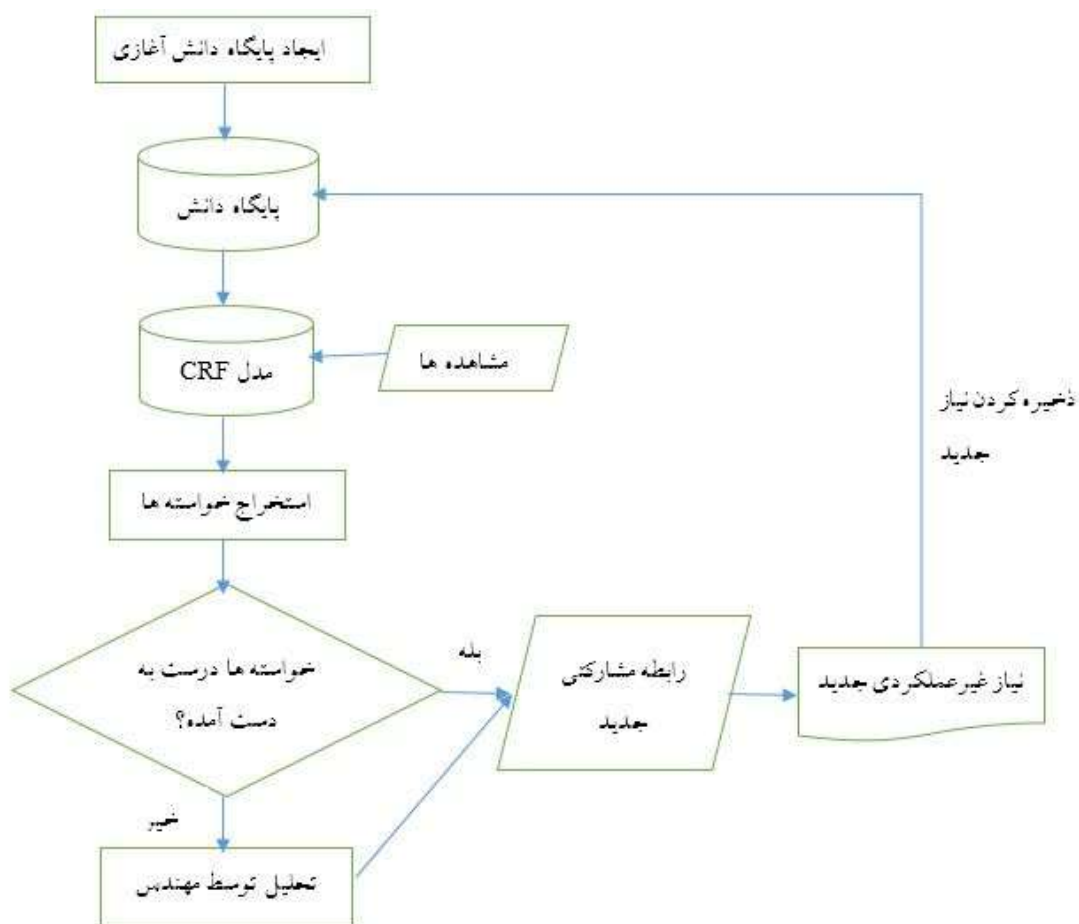 ایجاد پایگاه دانش آغازی
پایگاه دانش
مدل CRF
مشاهده ها
استخراج خواسته ها
خواسته ها درست به
دست آمده؟
بله
خیر
تحلیل توسط مهندس
رابطه مشارکتی
جدید
نیاز غیرعملکردی جدید
ذخیره کردن نیاز
جدید